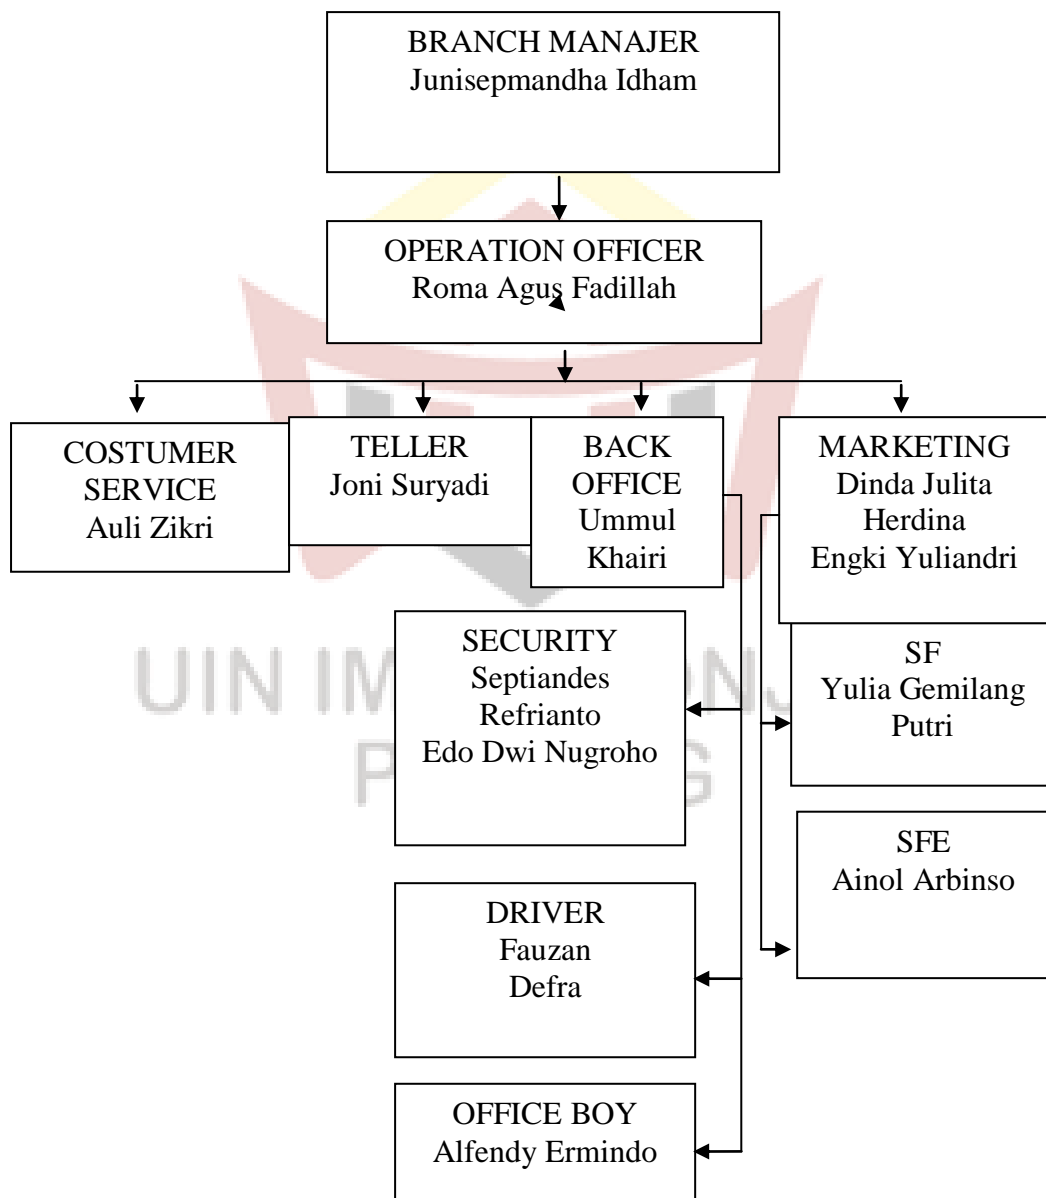 BRANCH MANAJER
Junisepmandha Idham
OPERATION OFFICER
Roma Agus Fadillah
COSTUMER
SERVICE
Auli Zikri
TELLER
Joni Suryadi
BACK
OFFICE
Ummul
Khairi
MARKETING
Dinda Julita
Herdina
Engki Yuliandri
SECURITY
Septiandes
Refrianto
Edo Dwi Nugroho
SF
Yulia Gemilang
Putri
SFE
Ainol Arbinso
DRIVER
Fauzan
Defra
OFFICE BOY
Alfendy Ermindo
UIN